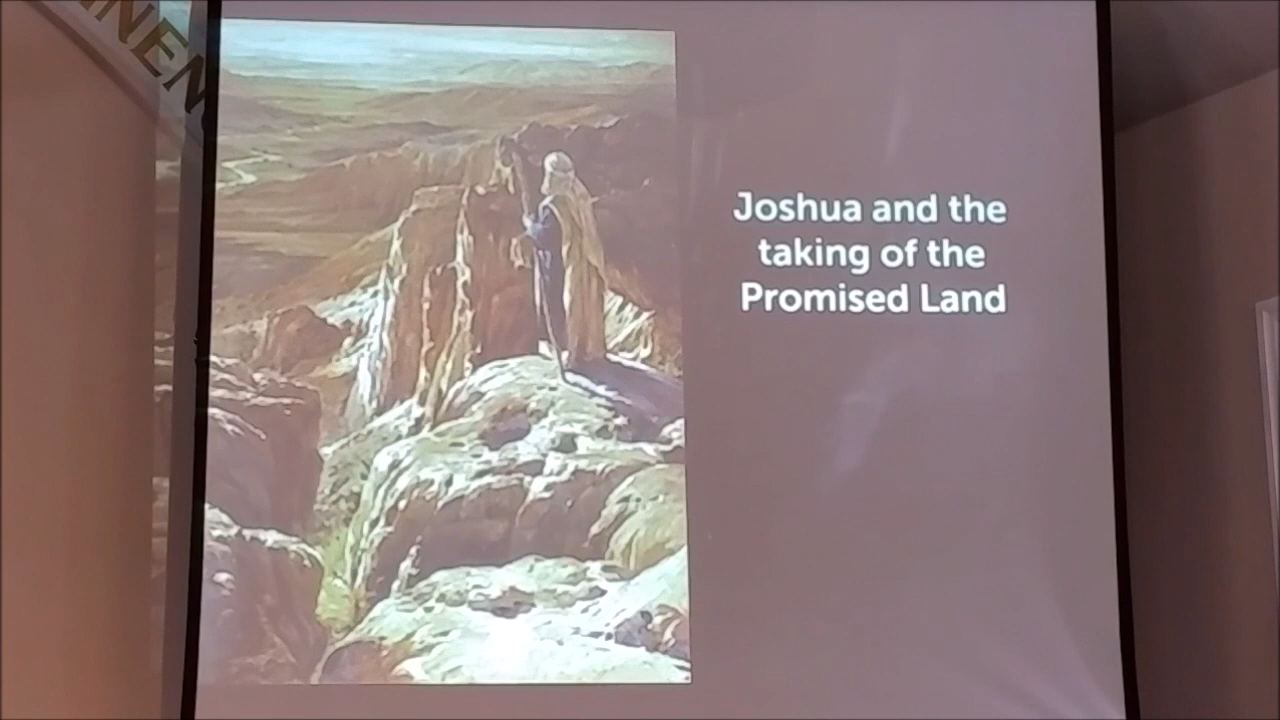 Joshua and the
taking of the
Promised Land